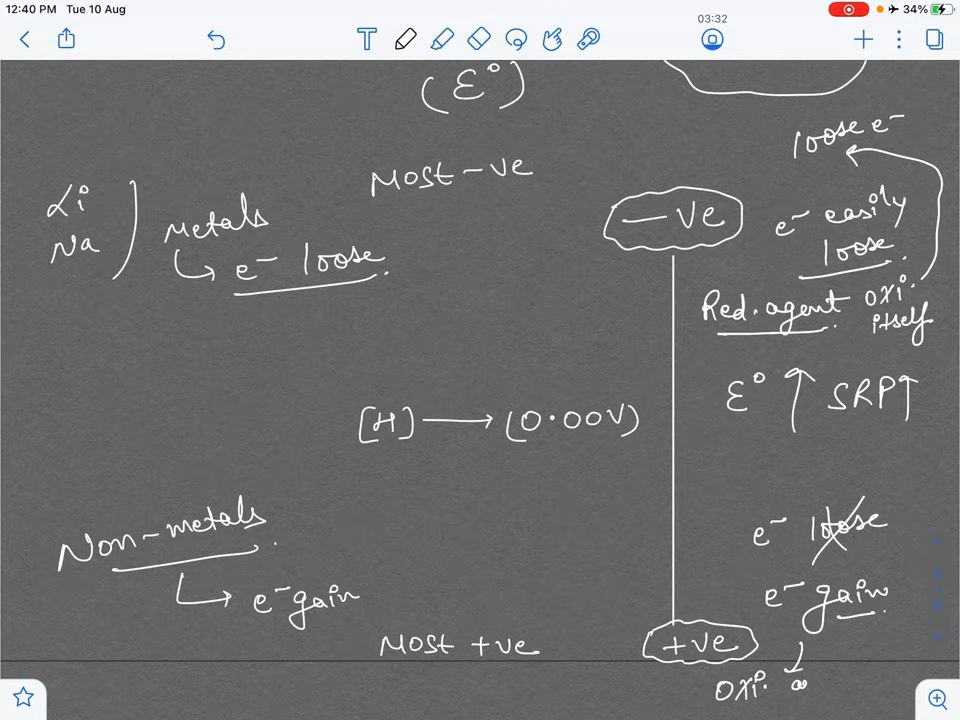 12:40 PM Tue 10 Aug
34%
03:32
T
(E°)
loose e-
Most -ve
Li
Na
metals
e- loose
-ve
e- easily
loose
Red. agent oxi.
itself
E° ↑ SRP↑
[H] → (0.00V)
e- loose
Non-metals
e- gain
e- gain
Most +ve
+ve
oxi.